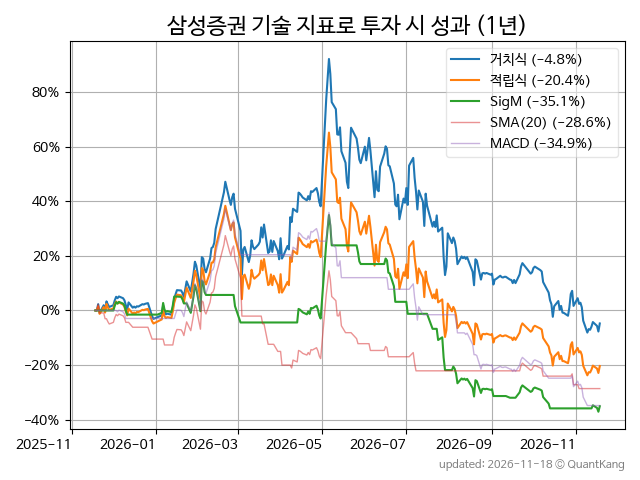 삼성증권 기술 지표로 투자 시 성과 (1년)
거치식 (−4.8%)
적립식 (−20.4%)
SigM (−35.1%)
SMA(20) (−28.6%)
MACD (−34.9%)
80%
60%
40%
20%
0%
−20%
−40%
2025-11 2026-01 2026-03 2026-05 2026-07 2026-09 2026-11
updated: 2026-11-18 © QuantKang